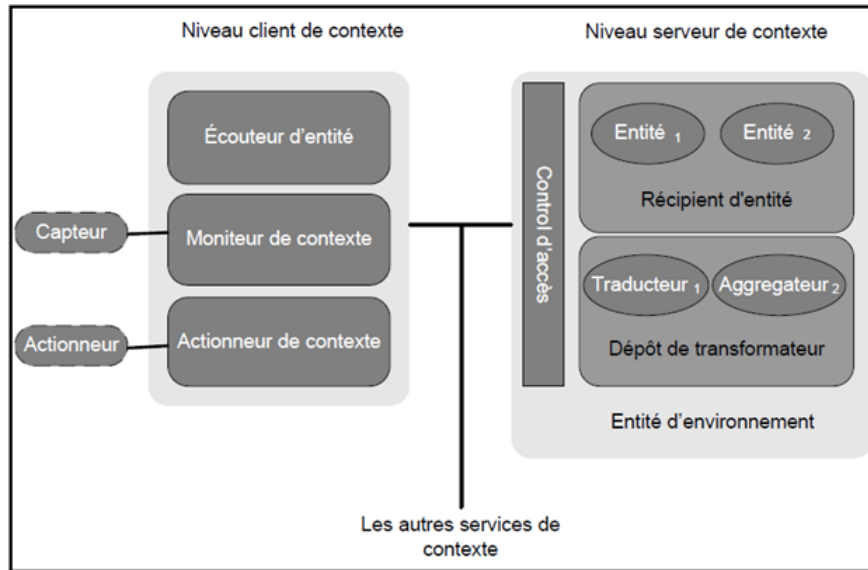 Niveau client de contexte
Écouteur d'entité
Capteur
Moniteur de contexte
Actionneur
Actionneur de contexte
Niveau serveur de contexte
Control d'accès
Entité 1
Entité 2
Récipient d'entité
Traducteur 1
Aggregateur 2
Dépôt de transformateur
Entité d'environnement
Les autres services de
contexte